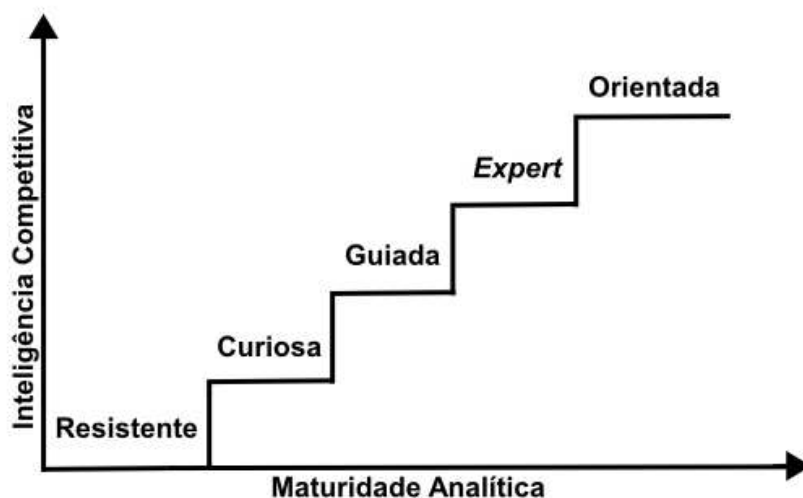 Orientada
Expert
Guiada
Curiosa
Resistente
Inteligência Competitiva
Maturidade Analítica